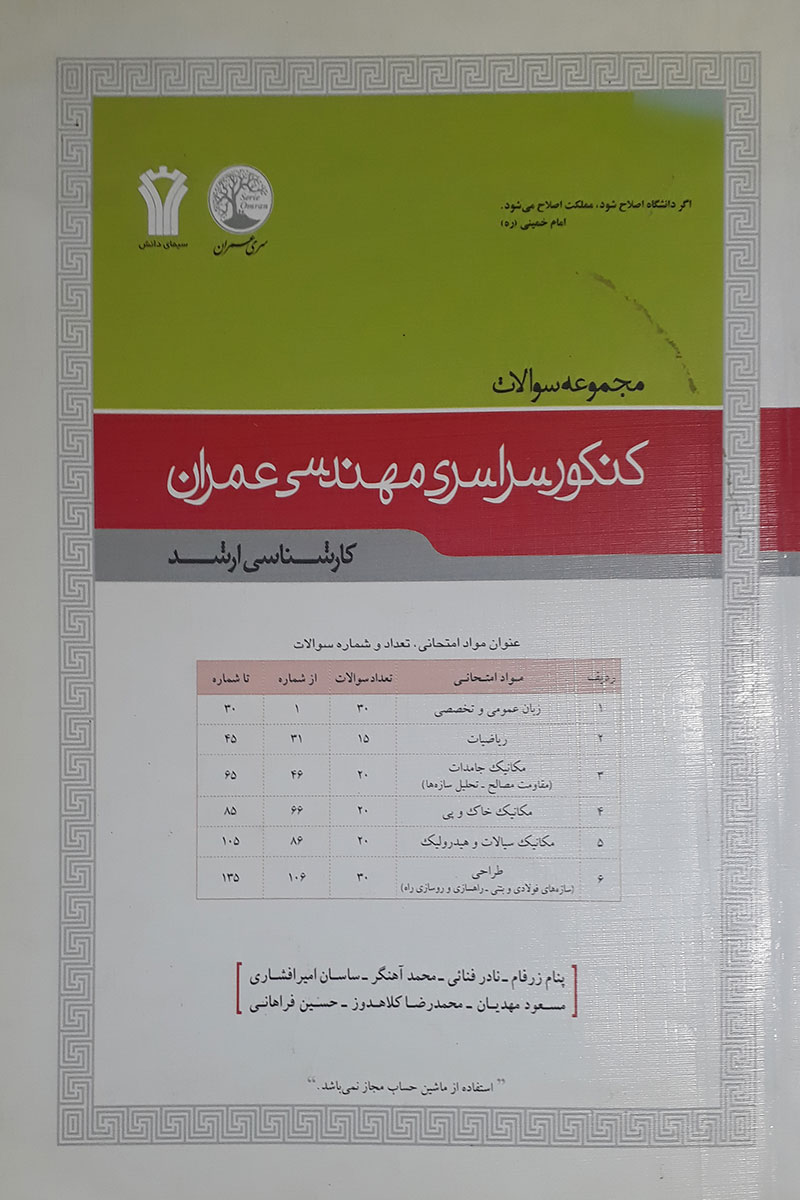 اگر دانشگاه اصلاح شود، مملکت اصلاح می‌شود.
امام خمینی (ره)
Serie Omran
سری عمران
سیمای دانش
مجموعه سوالات
کنکور سراسری مهندسی عمران
کارشناسی ارشد
عنوان مواد امتحانی، تعداد و شماره سوالات
ردیف مواد امتحانی تعداد سوالات از شماره تا شماره
۱ زبان عمومی و تخصصی ۳۰ ۱ ۳۰
۲ ریاضیات ۱۵ ۳۱ ۴۵
۳ مکانیک جامدات ۲۰ ۴۶ ۶۵
(مقاومت مصالح ـ تحلیل سازه‌ها)
۴ مکانیک خاک و پی ۲۰ ۶۶ ۸۵
۵ مکانیک سیالات و هیدرولیک ۲۰ ۸۶ ۱۰۵
۶ طراحی ۳۰ ۱۰۶ ۱۳۵
(سازه‌های فولادی و بتنی ـ راهسازی و روسازی راه)
پنام زرفام ـ نادر فنائی ـ محمد آهنگر ـ ساسان امیرافشاری
مسعود مهدیان ـ محمدرضا کلاهدوز ـ حسین فراهانی
" استفاده از ماشین حساب مجاز نمی‌باشد. "